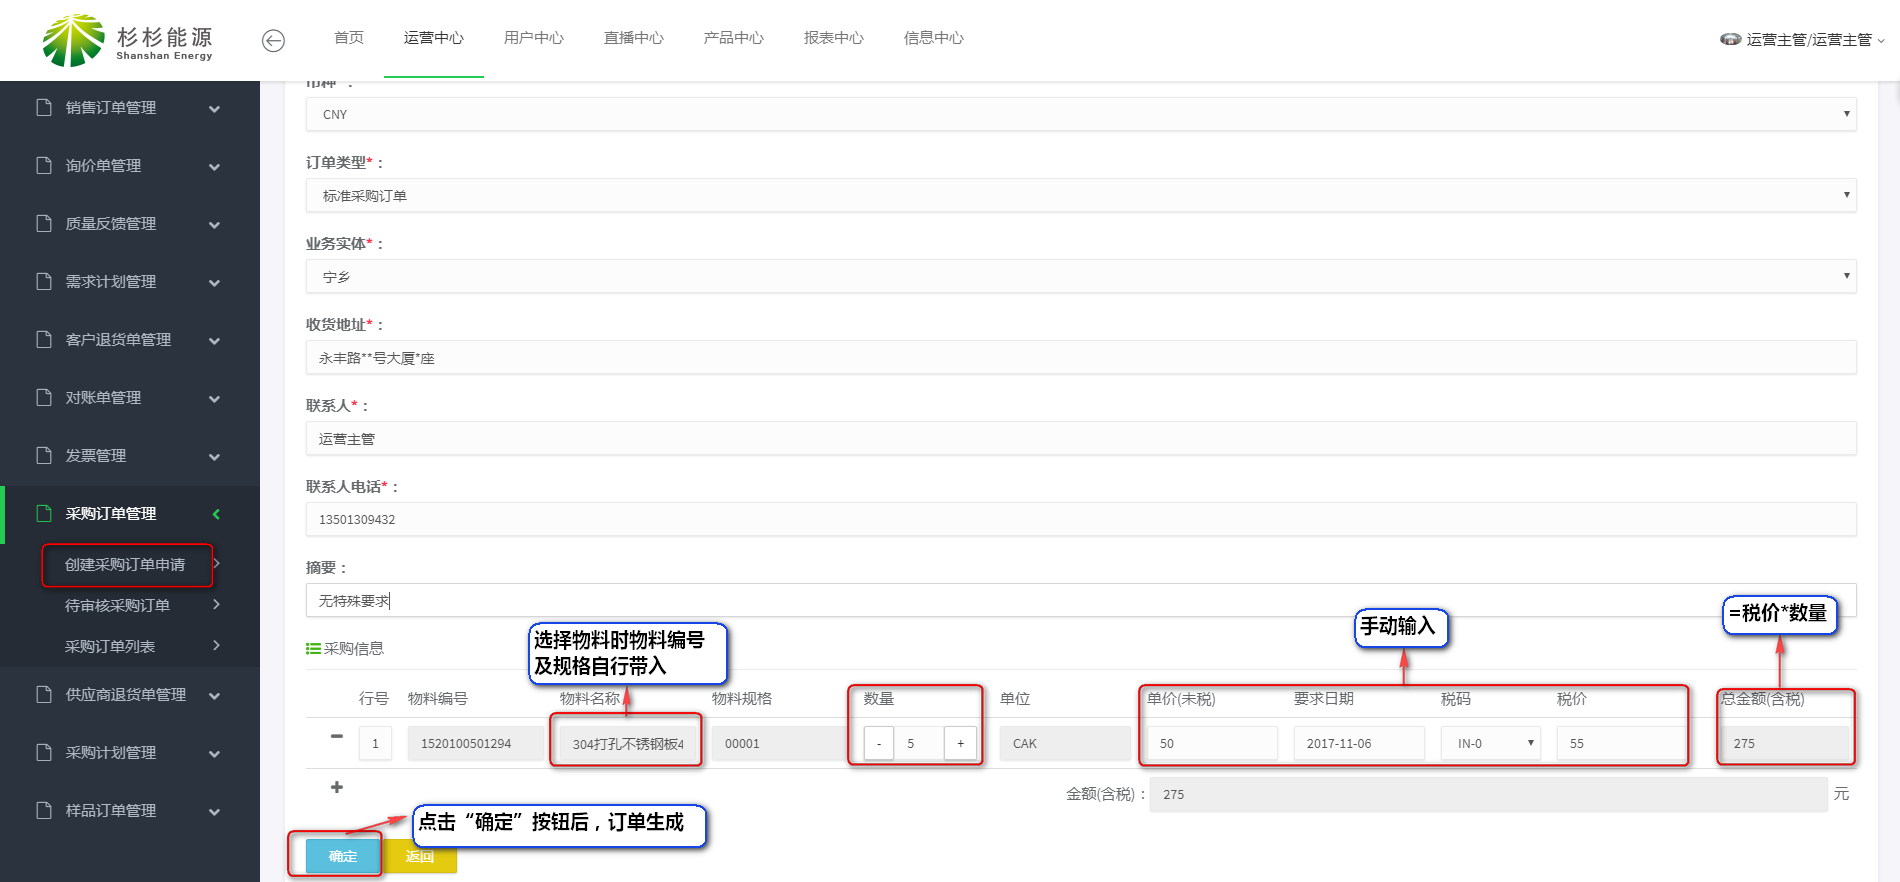 杉杉能源
Shanshan Energy
首页
运营中心
用户中心
直播中心
产品中心
报表中心
信息中心
运营主管/运营主管
销售订单管理
询价单管理
质量反馈管理
需求计划管理
客户退货单管理
对账单管理
发票管理
采购订单管理
创建采购订单申请
待审核采购订单
采购订单列表
供应商退货单管理
采购计划管理
样品订单管理
币种 :
CNY
订单类型* :
标准采购订单
业务实体* :
宁乡
收货地址* :
永丰路**号大厦*座
联系人* :
运营主管
联系人电话* :
13501309432
摘要 :
无特殊要求
采购信息
选择物料时物料编号
及规格自行带入
手动输入
=税价*数量
行号 物料编号 物料名称 物料规格 数量 单位 单价(未税) 要求日期 税码 税价 总金额(含税)
1 1520100501294 304打孔不锈钢板4 00001 - 5 + CAK 50 2017-11-06 IN-0 55 275
金额(含税) : 275 元
点击“确定”按钮后，订单生成
确定
返回